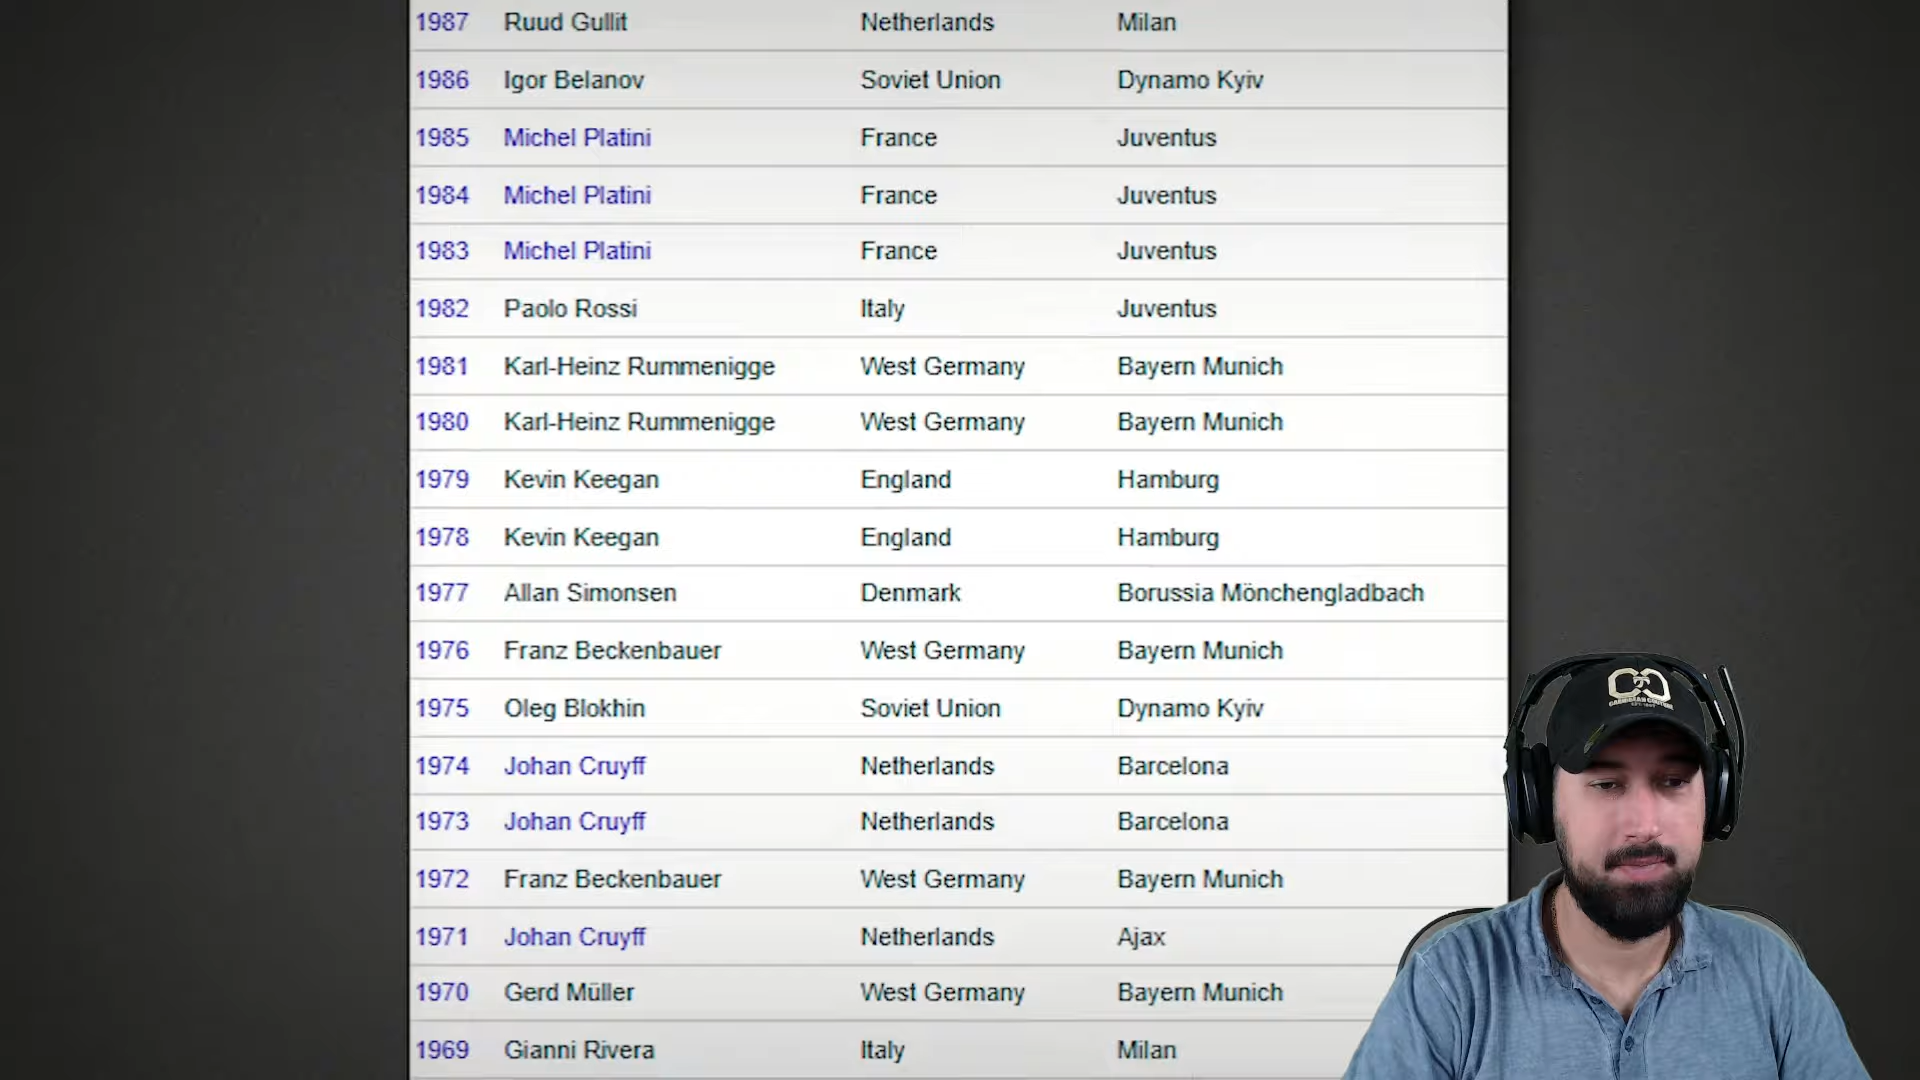 1987 Ruud Gullit Netherlands Milan
1986 Igor Belanov Soviet Union Dynamo Kyiv
1985 Michel Platini France Juventus
1984 Michel Platini France Juventus
1983 Michel Platini France Juventus
1982 Paolo Rossi Italy Juventus
1981 Karl-Heinz Rummenigge West Germany Bayern Munich
1980 Karl-Heinz Rummenigge West Germany Bayern Munich
1979 Kevin Keegan England Hamburg
1978 Kevin Keegan England Hamburg
1977 Allan Simonsen Denmark Borussia Mönchengladbach
1976 Franz Beckenbauer West Germany Bayern Munich
1975 Oleg Blokhin Soviet Union Dynamo Kyiv
1974 Johan Cruyff Netherlands Barcelona
1973 Johan Cruyff Netherlands Barcelona
1972 Franz Beckenbauer West Germany Bayern Munich
1971 Johan Cruyff Netherlands Ajax
1970 Gerd Müller West Germany Bayern Munich
1969 Gianni Rivera Italy Milan